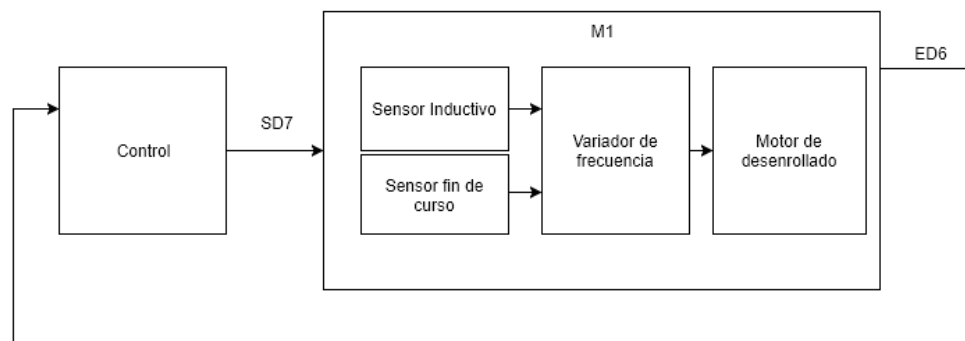 M1
ED6
Control
SD7
Sensor Inductivo
Sensor fin de
curso
Variador de
frecuencia
Motor de
desenrollado